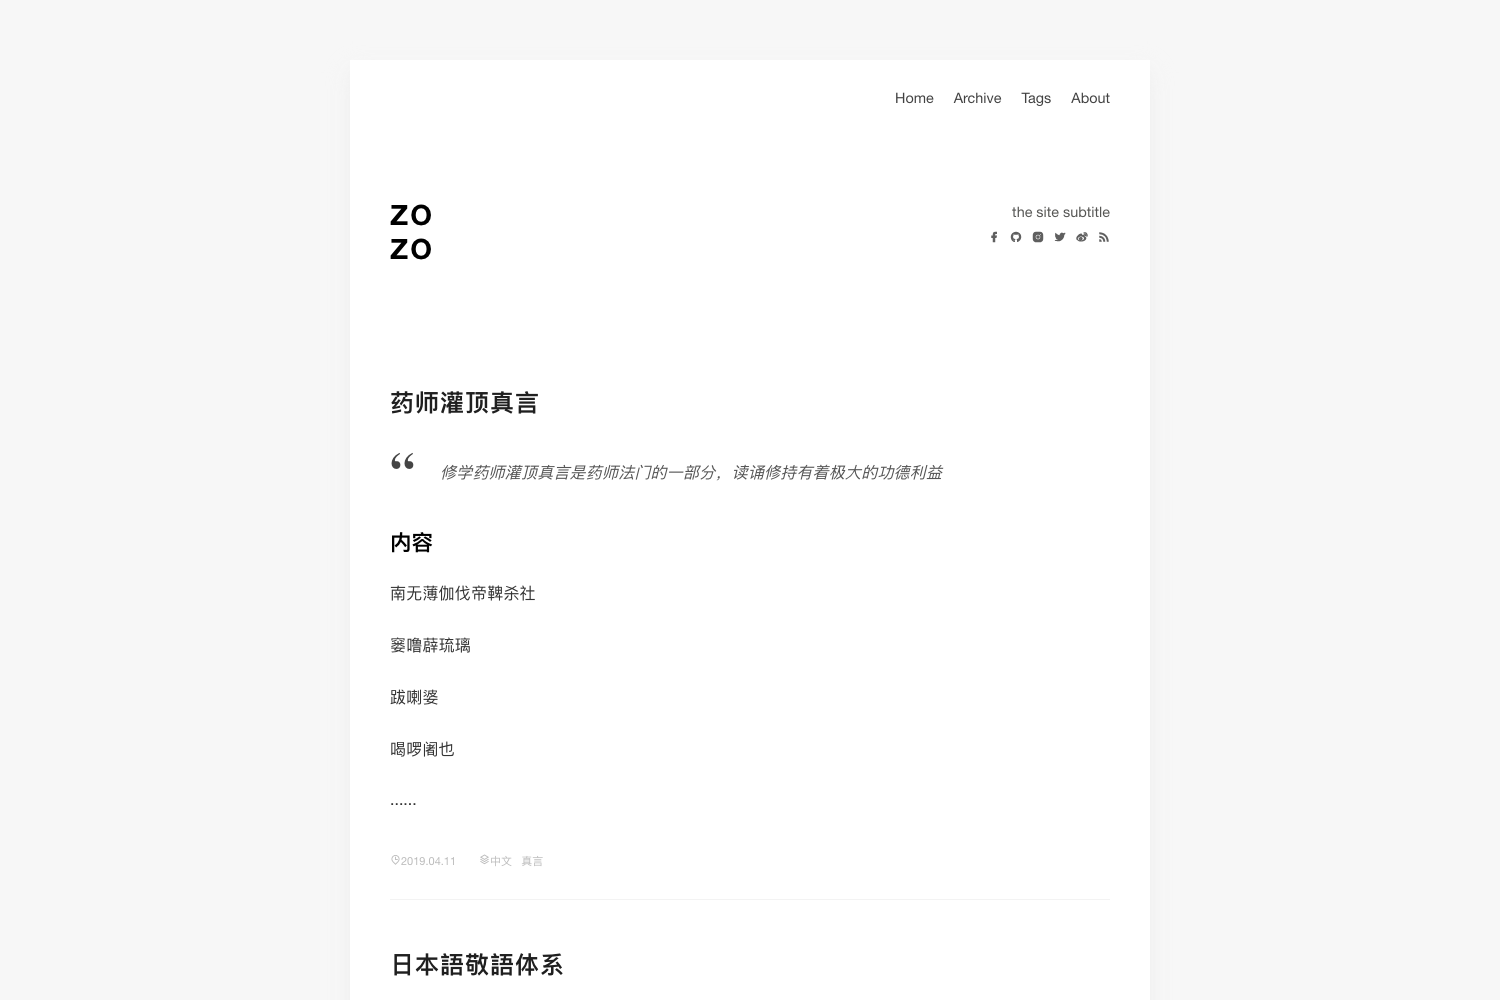 Home Archive Tags About
ZO
ZO
the site subtitle
药师灌顶真言
修学药师灌顶真言是药师法门的一部分，读诵修持有着极大的功德利益
内容
南无薄伽伐帝鞞杀社
窭噜薜琉璃
跋喇婆
喝啰阇也
……
2019.04.11 中文 真言
日本語敬語体系